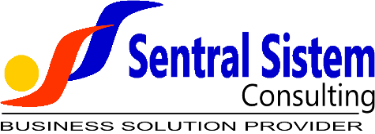 Sentral Sistem
Consulting
BUSINESS SOLUTION PROVIDER